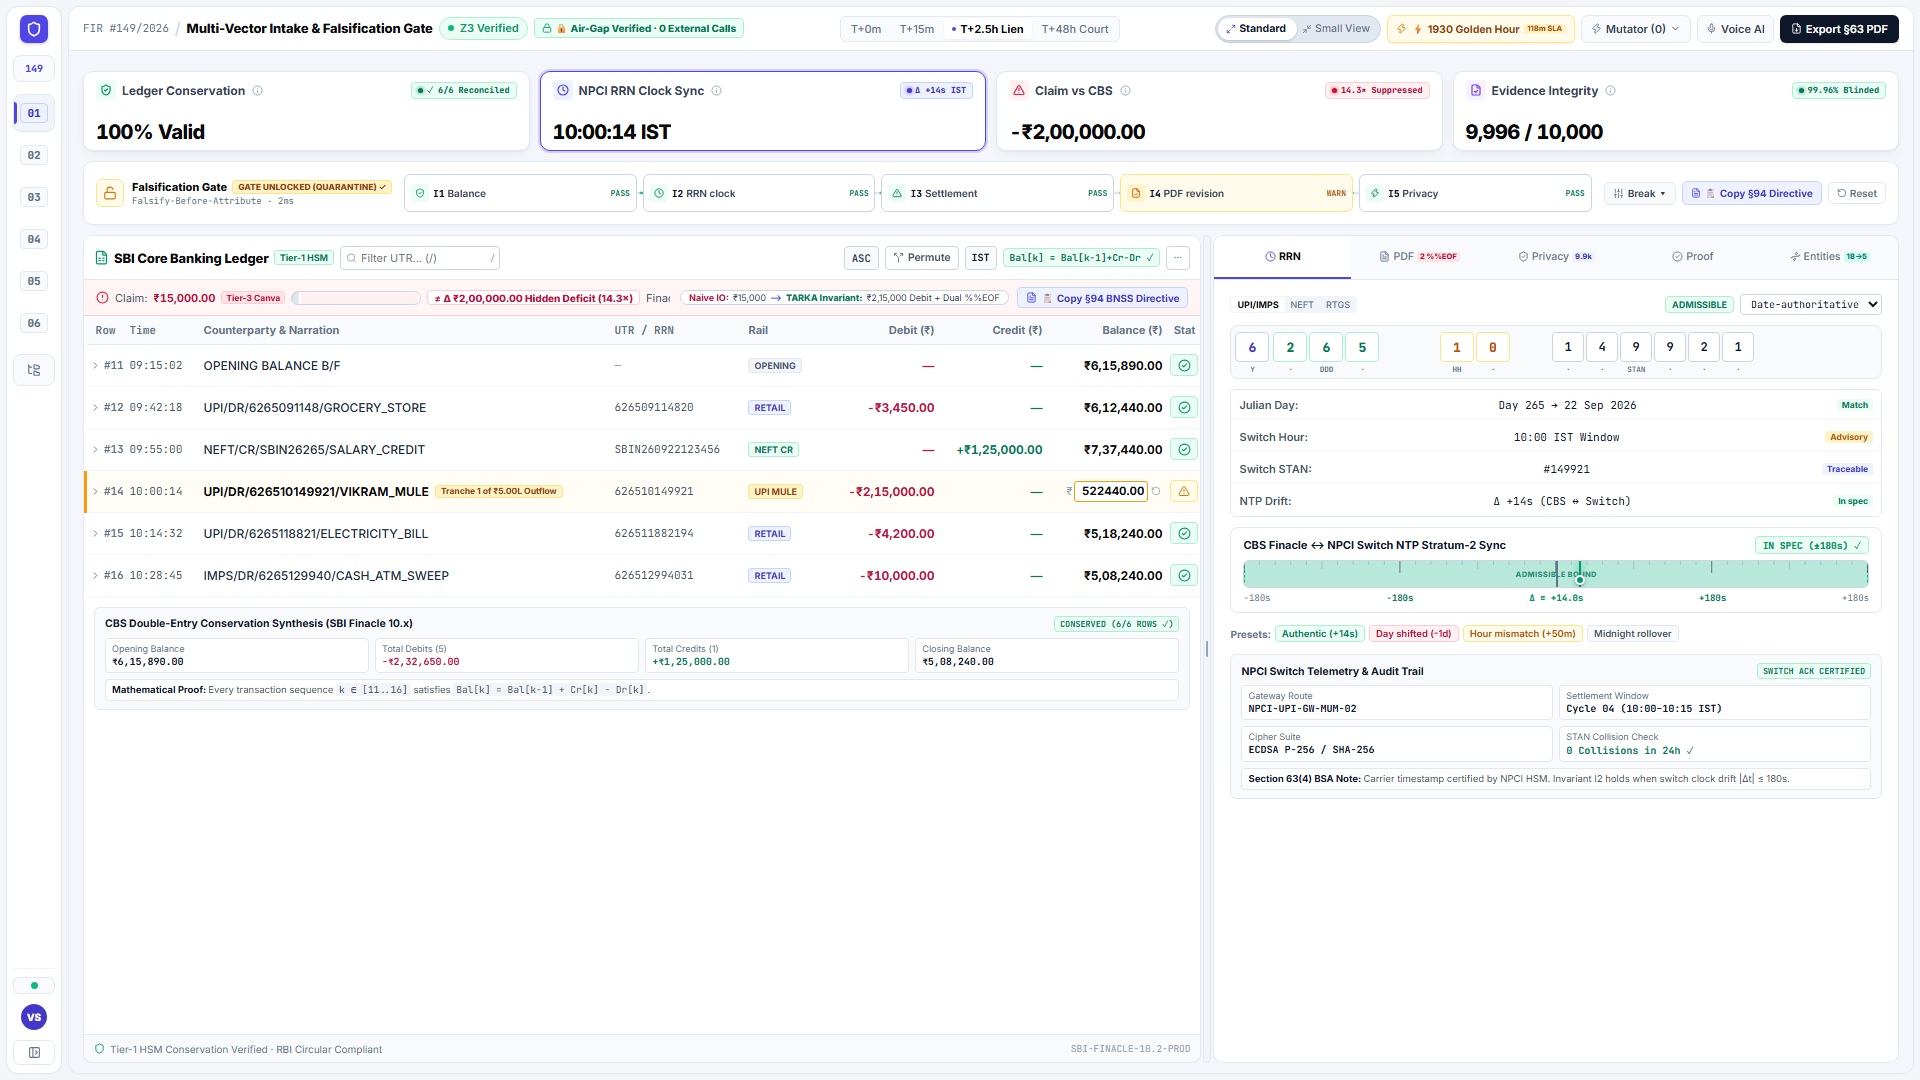 FIR #149/2026 / Multi-Vector Intake & Falsification Gate
Z3 Verified
Air-Gap Verified · 0 External Calls
T+0m T+15m T+2.5h Lien T+48h Court
Standard Small View
1930 Golden Hour 118m SLA
Mutator (0)
Voice AI
Export §63 PDF
149
01
02
03
04
05
06
VS
Ledger Conservation
✓ 6/6 Reconciled
100% Valid
NPCI RRN Clock Sync
Δ +14s IST
10:00:14 IST
Claim vs CBS
14.3× Suppressed
-₹2,00,000.00
Evidence Integrity
99.96% Blinded
9,996 / 10,000
Falsification Gate GATE UNLOCKED (QUARANTINE) ✓
Falsify-Before-Attribute · 2ms
I1 Balance PASS
I2 RRN clock PASS
I3 Settlement PASS
I4 PDF revision WARN
I5 Privacy PASS
Break
Copy §94 Directive
Reset
SBI Core Banking Ledger Tier-1 HSM
Filter UTR... (/) /
ASC
Permute
IST
Bal[k] = Bal[k-1]+Cr-Dr ✓
...
Claim: ₹15,000.00 Tier-3 Canva
≠ Δ ₹2,00,000.00 Hidden Deficit (14.3×)
Finac
Naive IO: ₹15,000 → TARKA Invariant: ₹2,15,000 Debit + Dual %%EOF
Copy §94 BNSS Directive
Row Time Counterparty & Narration UTR / RRN Rail Debit (₹) Credit (₹) Balance (₹) Stat
#11 09:15:02 OPENING BALANCE B/F — OPENING — — ₹6,15,890.00
#12 09:42:18 UPI/DR/6265091148/GROCERY_STORE 626509114820 RETAIL -₹3,450.00 — ₹6,12,440.00
#13 09:55:00 NEFT/CR/SBIN26265/SALARY_CREDIT SBIN260922123456 NEFT CR — +₹1,25,000.00 ₹7,37,440.00
#14 10:00:14 UPI/DR/626510149921/VIKRAM_MULE Tranche 1 of ₹5.00L Outflow 626510149921 UPI MULE -₹2,15,000.00 — ₹ 522440.00
#15 10:14:32 UPI/DR/6265118821/ELECTRICITY_BILL 626511882194 RETAIL -₹4,200.00 — ₹5,18,240.00
#16 10:28:45 IMPS/DR/6265129940/CASH_ATM_SWEEP 626512994031 RETAIL -₹10,000.00 — ₹5,08,240.00
CBS Double-Entry Conservation Synthesis (SBI Finacle 10.x)
CONSERVED (6/6 ROWS ✓)
Opening Balance
₹6,15,890.00
Total Debits (5)
-₹2,32,650.00
Total Credits (1)
+₹1,25,000.00
Closing Balance
₹5,08,240.00
Mathematical Proof: Every transaction sequence k ∈ [11..16] satisfies Bal[k] = Bal[k-1] + Cr[k] - Dr[k].
Tier-1 HSM Conservation Verified · RBI Circular Compliant
SBI-FINACLE-10.2-PROD
RRN
PDF 2 %%EOF
Privacy 9.9k
Proof
Entities 18→5
UPI/IMPS NEFT RTGS
ADMISSIBLE
Date-authoritative
6 2 6 5 1 0 1 4 9 9 2 1
Y · DDD · HH · · · STAN · · ·
Julian Day: Day 265 → 22 Sep 2026 Match
Switch Hour: 10:00 IST Window Advisory
Switch STAN: #149921 Traceable
NTP Drift: Δ +14s (CBS ↔ Switch) In spec
CBS Finacle ↔ NPCI Switch NTP Stratum-2 Sync
IN SPEC (±180s) ✓
ADMISSIBLE BOUND
-180s -180s Δ = +14.0s +180s +180s
Presets: Authentic (+14s) Day shifted (-1d) Hour mismatch (+50m) Midnight rollover
NPCI Switch Telemetry & Audit Trail
SWITCH ACK CERTIFIED
Gateway Route
NPCI-UPI-GW-MUM-02
Settlement Window
Cycle 04 (10:00-10:15 IST)
Cipher Suite
ECDSA P-256 / SHA-256
STAN Collision Check
0 Collisions in 24h ✓
Section 63(4) BSA Note: Carrier timestamp certified by NPCI HSM. Invariant I2 holds when switch clock drift |Δt| ≤ 180s.